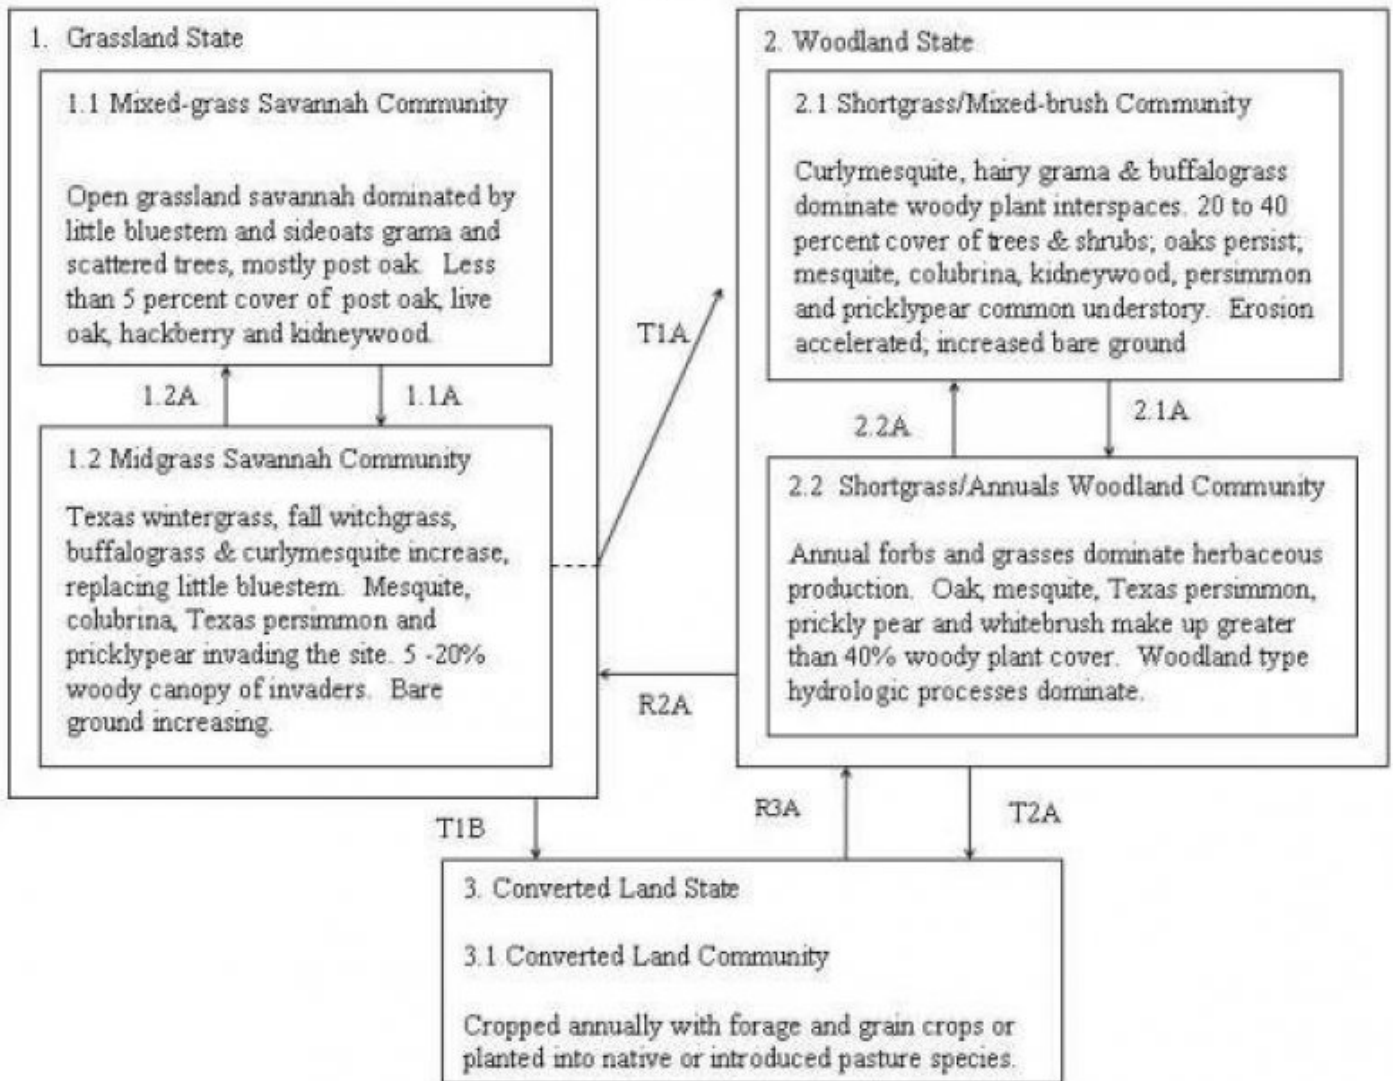 1. Grassland State
1.1 Mixed-grass Savannah Community
Open grassland savannah dominated by
little bluestem and sideoats grama and
scattered trees, mostly post oak. Less
than 5 percent cover of post oak, live
oak, hackberry and kidneywood.
1.2A
1.1A
1.2 Midgrass Savannah Community
Texas wintergrass, fall witchgrass,
buffalograss & curlymesquite increase,
replacing little bluestem. Mesquite,
colubrina, Texas persimmon and
pricklypear invading the site. 5 -20%
woody canopy of invaders. Bare
ground increasing.
T1A
R2A
2. Woodland State
2.1 Shortgrass/Mixed-brush Community
Curlymesquite, hairy grama & buffalograss
dominate woody plant interspaces. 20 to 40
percent cover of trees & shrubs; oaks persist;
mesquite, colubrina, kidneywood, persimmon
and pricklypear common understory. Erosion
accelerated; increased bare ground
2.2A
2.1A
2.2 Shortgrass/Annuals Woodland Community
Annual forbs and grasses dominate herbaceous
production. Oak, mesquite, Texas persimmon,
prickly pear and whitebrush make up greater
than 40% woody plant cover. Woodland type
hydrologic processes dominate.
T1B
R3A
T2A
3. Converted Land State
3.1 Converted Land Community
Cropped annually with forage and grain crops or
planted into native or introduced pasture species.